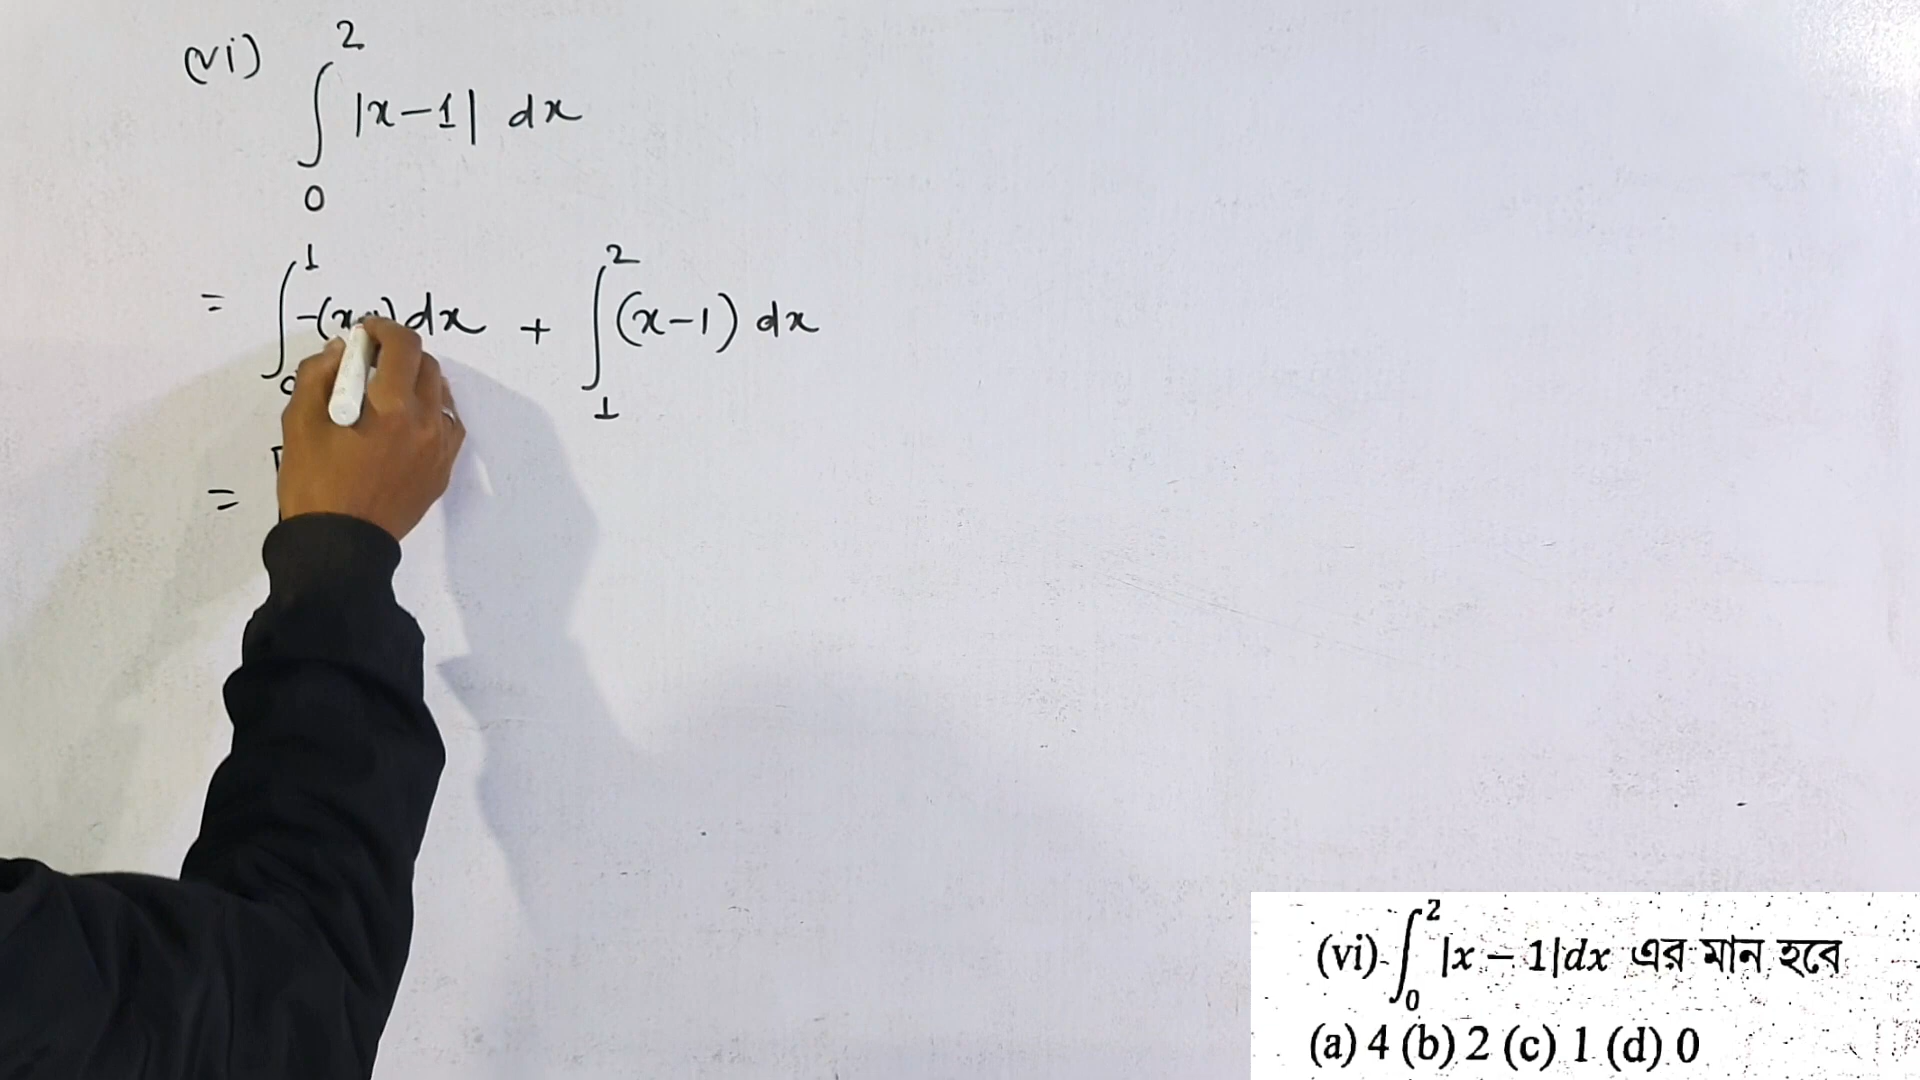 (vi) ∫₀² |x-1| dx
= ∫₀¹ -(x-1) dx + ∫₁² (x-1) dx
= [
(vi) ∫₀² |x – 1|dx এর মান হবে
(a) 4 (b) 2 (c) 1 (d) 0